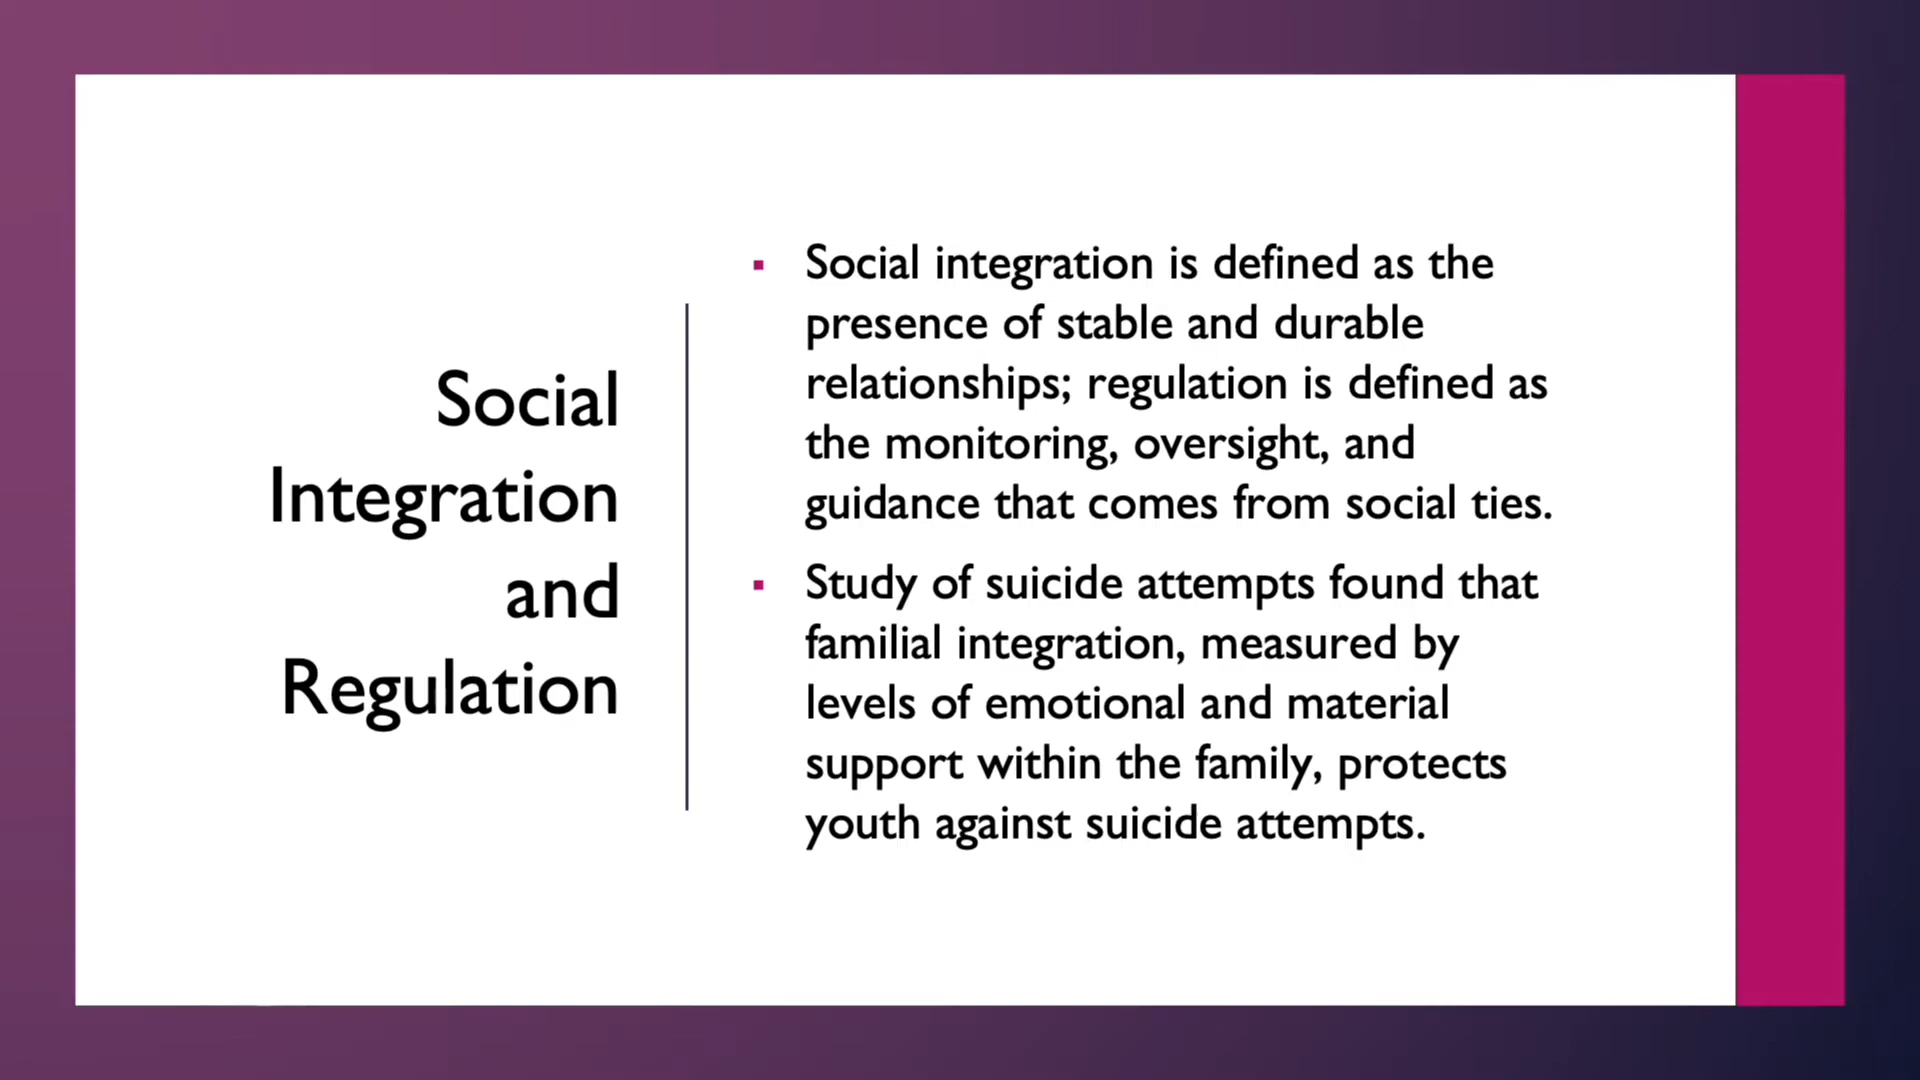 Social
Integration
and
Regulation
▪ Social integration is defined as the
presence of stable and durable
relationships; regulation is defined as
the monitoring, oversight, and
guidance that comes from social ties.
▪ Study of suicide attempts found that
familial integration, measured by
levels of emotional and material
support within the family, protects
youth against suicide attempts.